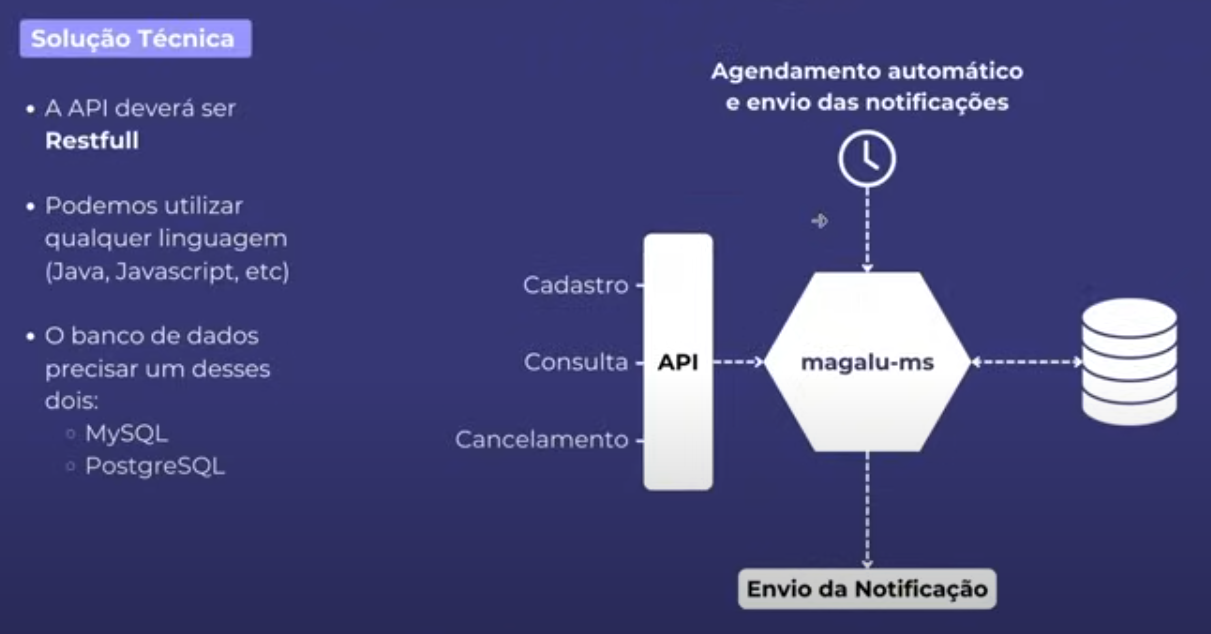 Solução Técnica
• A API deverá ser
Restfull
• Podemos utilizar
qualquer linguagem
(Java, Javascript, etc)
• O banco de dados
precisar um desses
dois:
○ MySQL
○ PostgreSQL
Agendamento automático
e envio das notificações
Cadastro
Consulta
Cancelamento
API
magalu-ms
Envio da Notificação